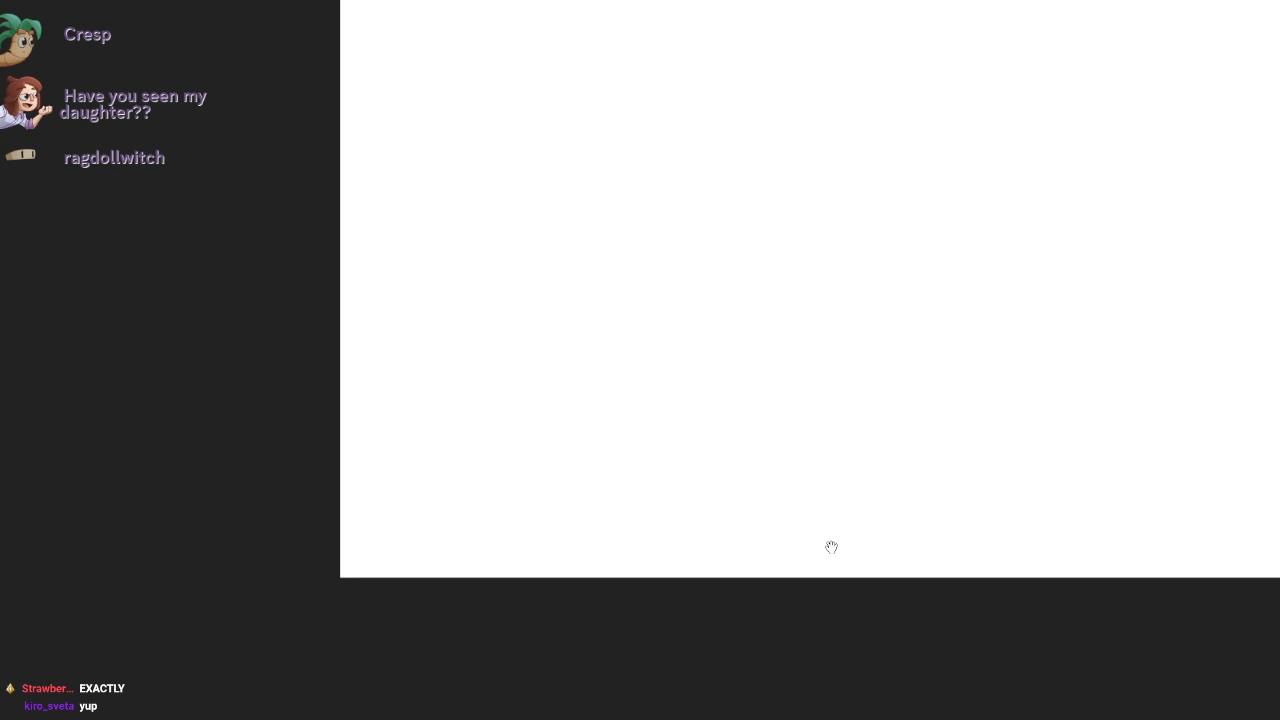 Cresp
Have you seen my
daughter??
ragdollwitch
Strawber... EXACTLY
kiro_sveta yup